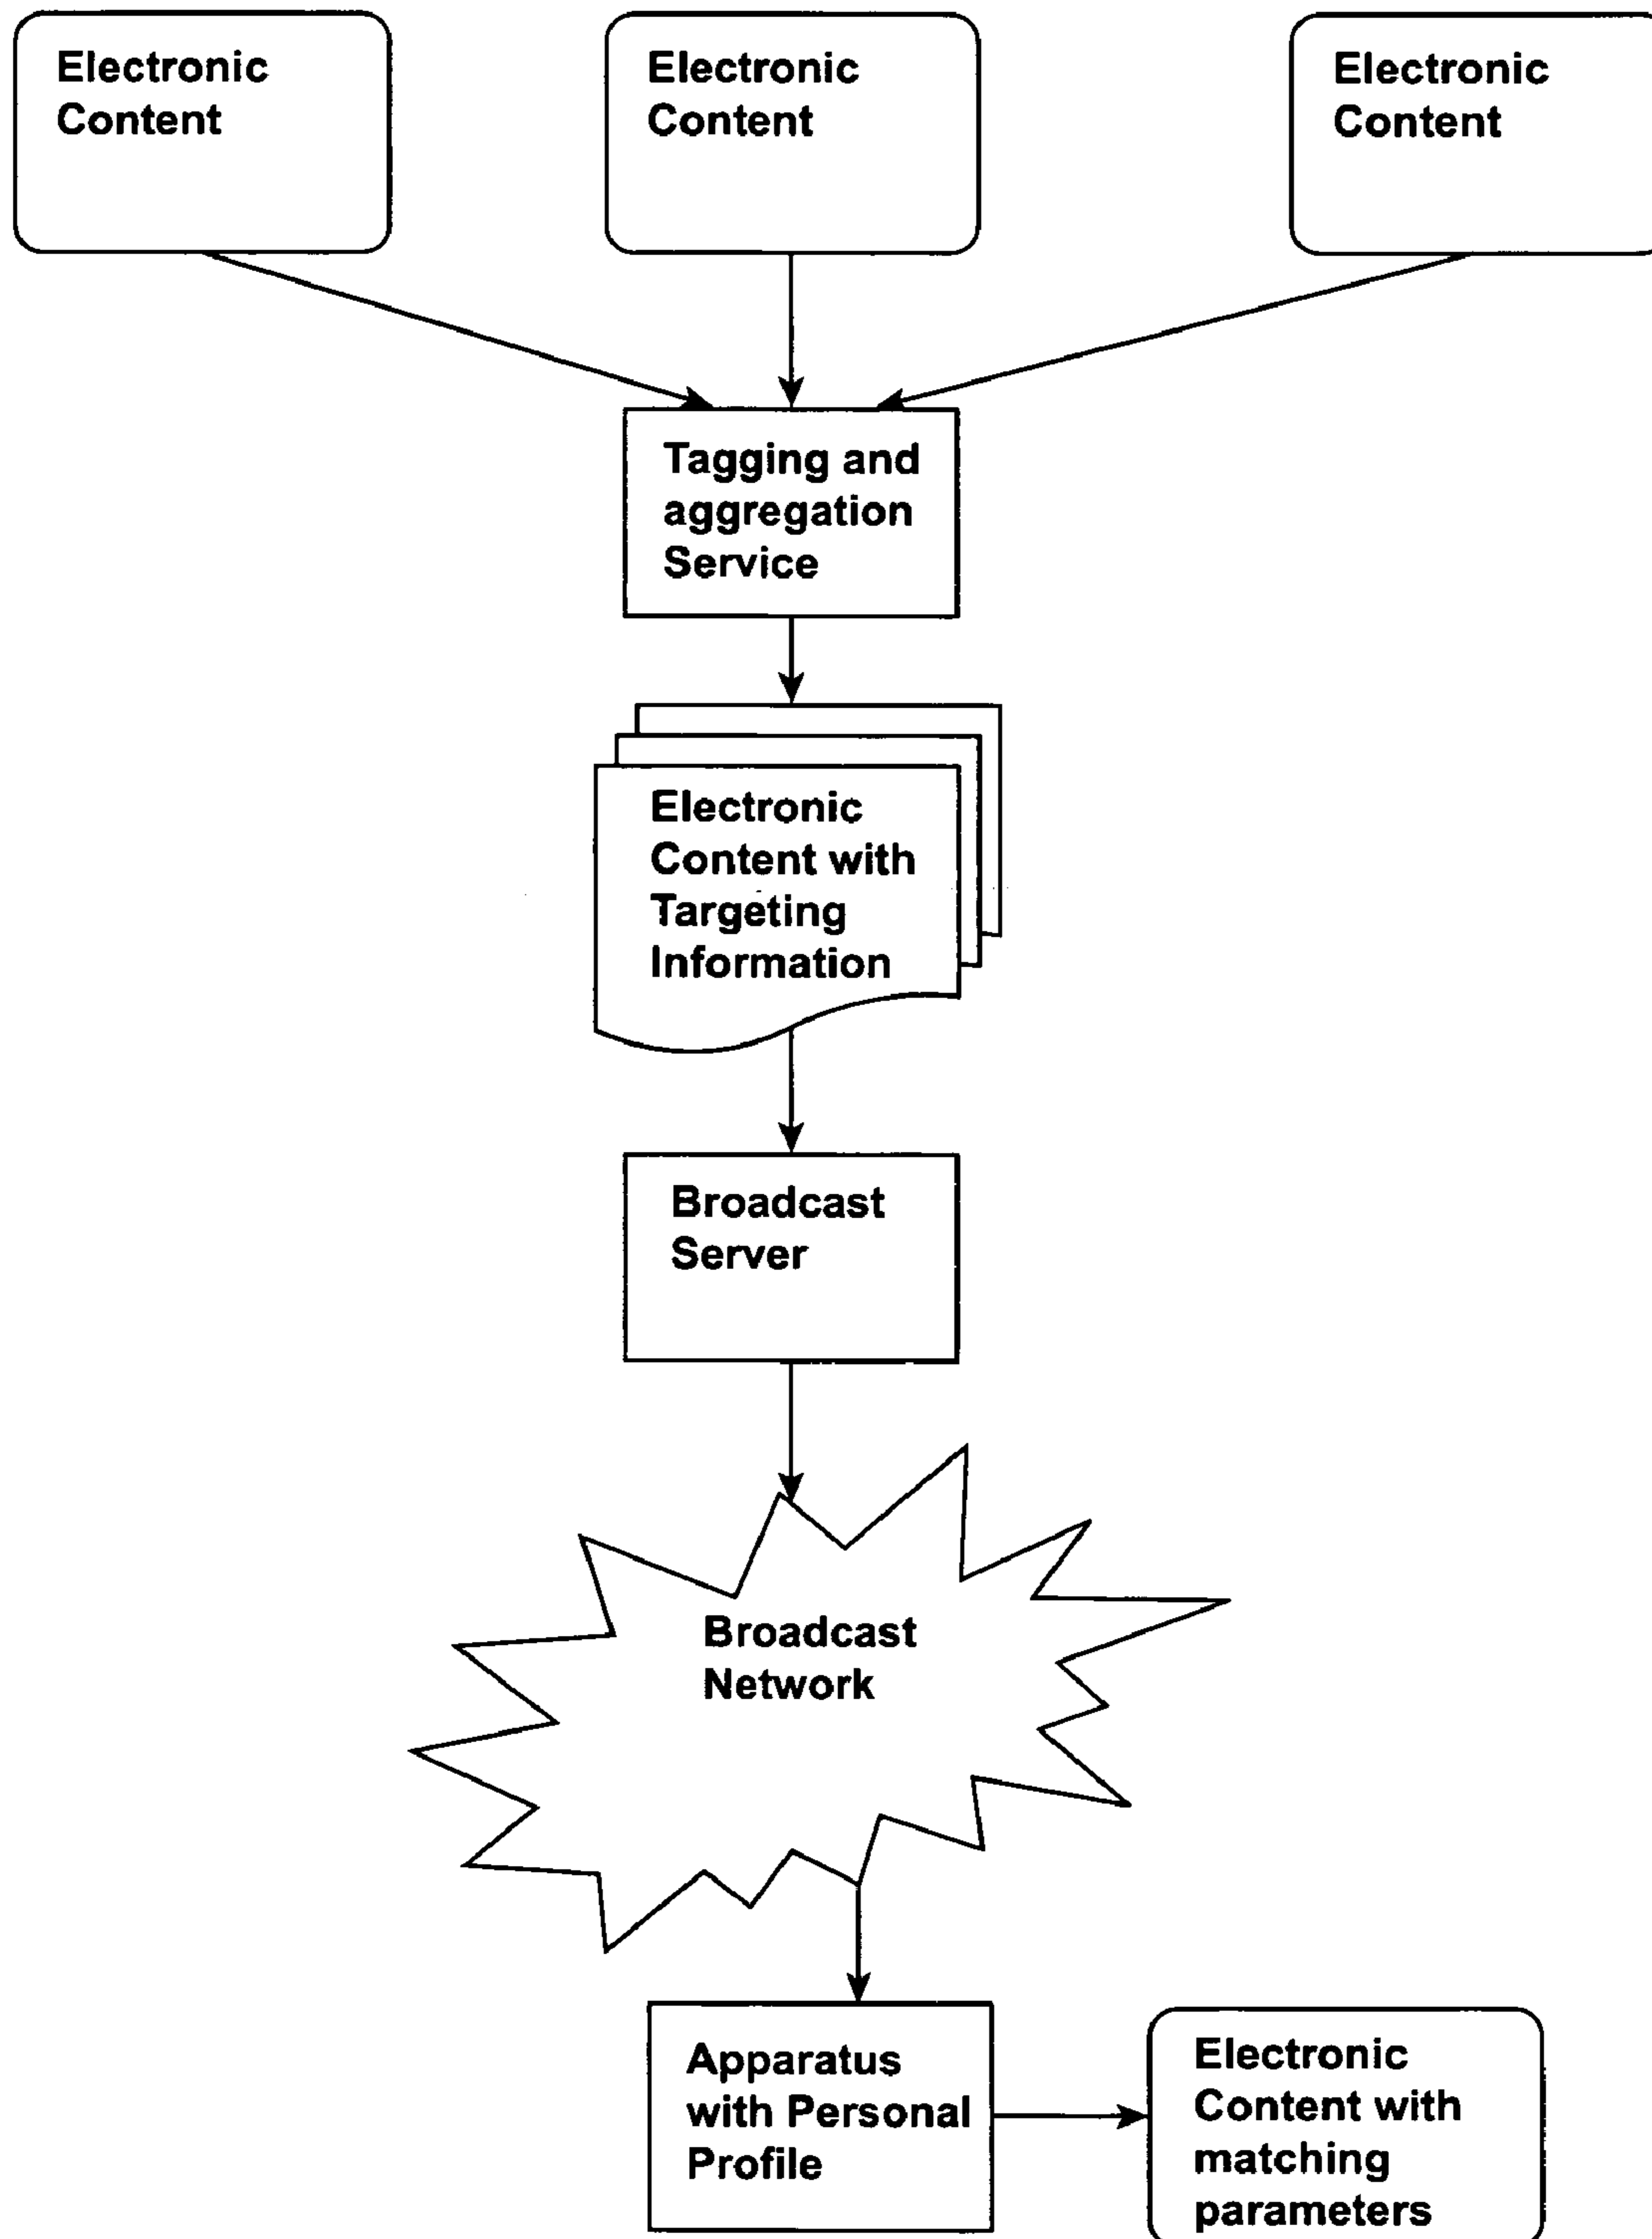 Electronic
Content
Electronic
Content
Electronic
Content
Tagging and
aggregation
Service
Electronic
Content with
Targeting
Information
Broadcast
Server
Broadcast
Network
Apparatus
with Personal
Profile
Electronic
Content with
matching
parameters